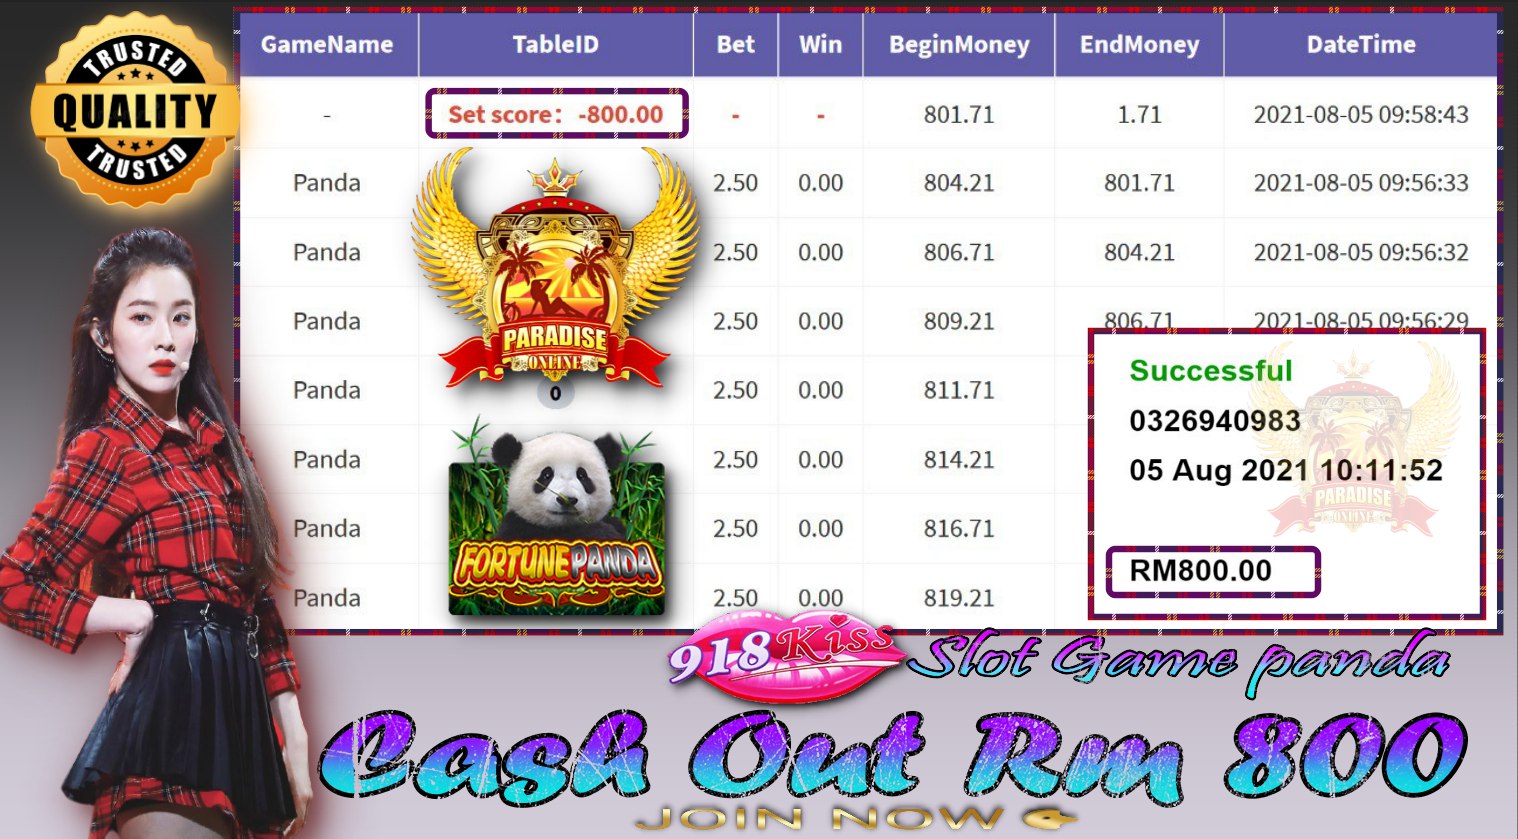 TRUSTED
QUALITY
TRUSTED
GameName TableID Bet Win BeginMoney EndMoney DateTime
- Set score: -800.00 - - 801.71 1.71 2021-08-05 09:58:43
Panda 2.50 0.00 804.21 801.71 2021-08-05 09:56:33
Panda 2.50 0.00 806.71 804.21 2021-08-05 09:56:32
Panda 2.50 0.00 809.21 806.71 2021-08-05 09:56:29
Panda 0 2.50 0.00 811.71
Panda 2.50 0.00 814.21
Panda 2.50 0.00 816.71
Panda 2.50 0.00 819.21
PARADISE
ONLINE
FORTUNE PANDA
Successful
0326940983
05 Aug 2021 10:11:52
PARADISE
ONLINE
RM800.00
918Kiss Slot Game panda
Cash Out Rm 800
JOIN NOW